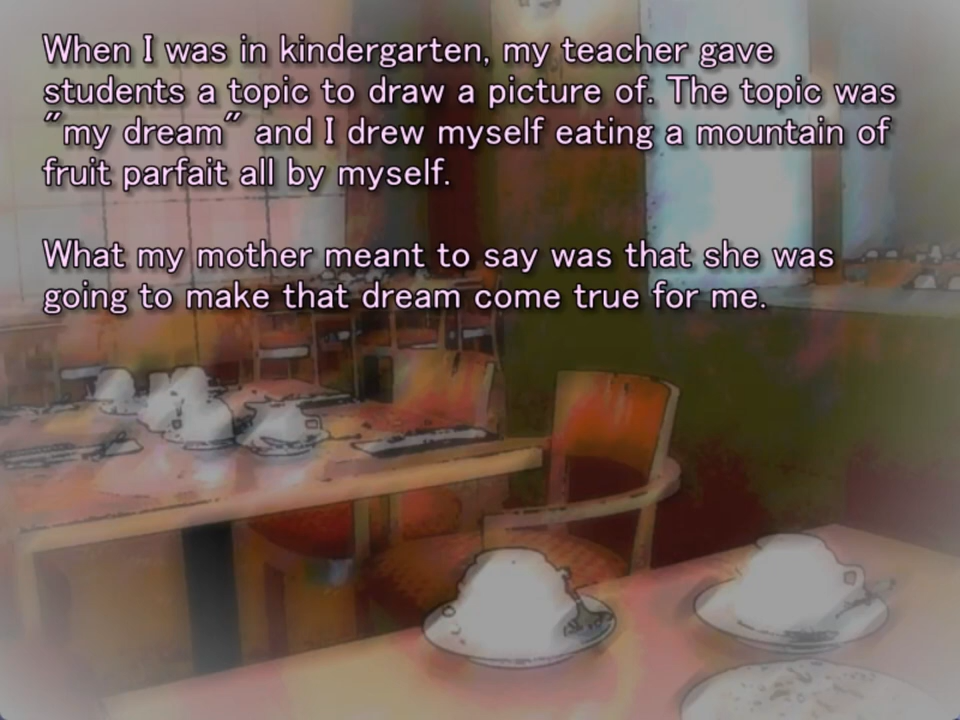 When I was in kindergarten, my teacher gave
students a topic to draw a picture of. The topic was
"my dream" and I drew myself eating a mountain of
fruit parfait all by myself.
What my mother meant to say was that she was
going to make that dream come true for me.